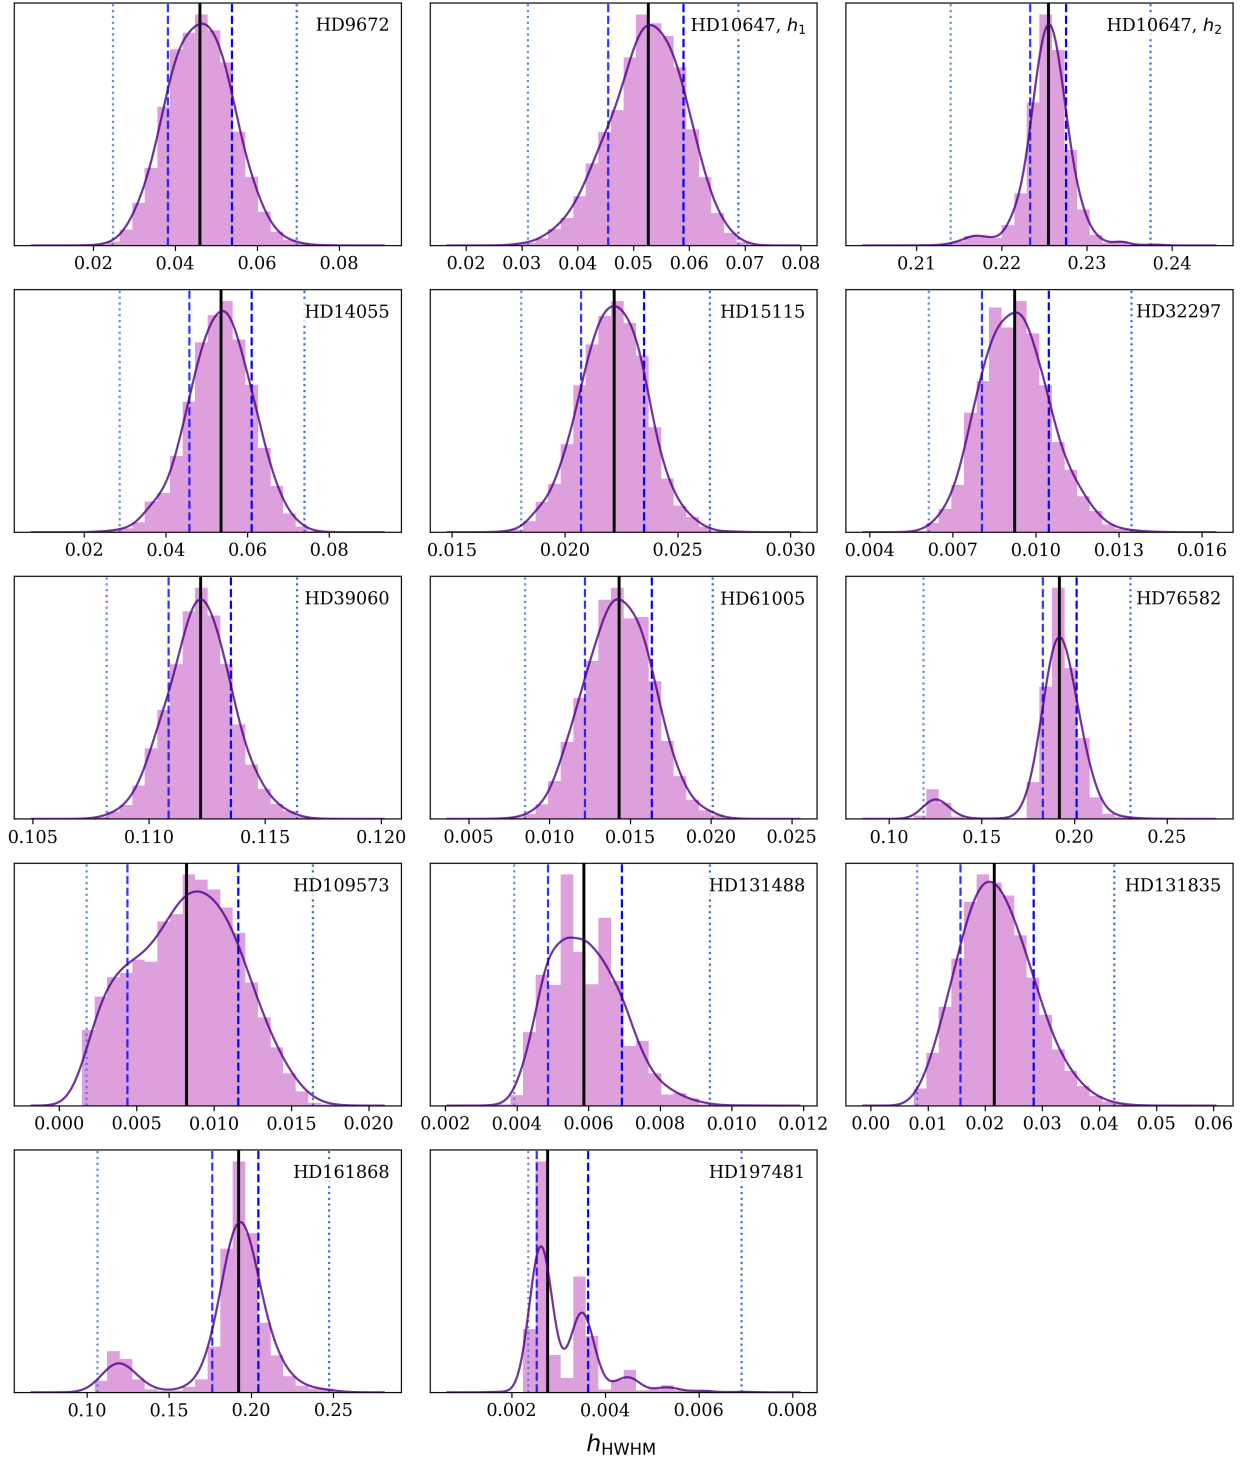 HD9672
0.02 0.04 0.06 0.08
HD10647, h₁
0.02 0.03 0.04 0.05 0.06 0.07 0.08
HD10647, h₂
0.21 0.22 0.23 0.24
HD14055
0.02 0.04 0.06 0.08
HD15115
0.015 0.020 0.025 0.030
HD32297
0.004 0.007 0.010 0.013 0.016
HD39060
0.105 0.110 0.115 0.120
HD61005
0.005 0.010 0.015 0.020 0.025
HD76582
0.10 0.15 0.20 0.25
HD109573
0.000 0.005 0.010 0.015 0.020
HD131488
0.002 0.004 0.006 0.008 0.010 0.012
HD131835
0.00 0.01 0.02 0.03 0.04 0.05 0.06
HD161868
0.10 0.15 0.20 0.25
HD197481
0.002 0.004 0.006 0.008
h_HWHM